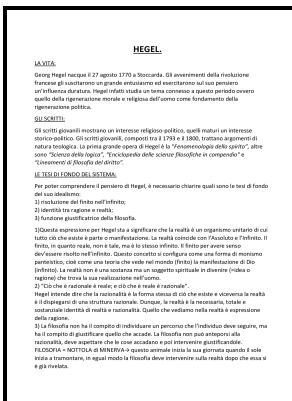 HEGEL.
LA VITA:
Georg Hegel nacque il 27 agosto 1770 a Stoccarda. Gli avvenimenti della rivoluzione
francese gli suscitarono un grande entusiasmo ed esercitarono sul suo pensiero
un'influenza duratura. Hegel infatti studia un tema connesso a questo periodo ovvero
quello della rigenerazione morale e religiosa dell'uomo come fondamento della
rigenerazione politica.
GLI SCRITTI:
Gli scritti giovanili mostrano un interesse religioso-politico, quelli maturi un interesse
storico-politico. Gli scritti giovanili, composti tra il 1793 e il 1800, trattano argomenti di
natura teologica. La prima grande opera di Hegel è la "Fenomenologia dello spirito", altre
sono "Scienza della logica", "Enciclopedia delle scienze filosofiche in compendio" e
"Lineamenti di filosofia del diritto".
LE TESI DI FONDO DEL SISTEMA:
Per poter comprendere il pensiero di Hegel, è necessario chiarire quali sono le tesi di fondo
del suo idealismo:
1) risoluzione del finito nell'infinito;
2) identità tra ragione e realtà;
3) funzione giustificatrice della filosofia.
1)Questa espressione per Hegel sta a significare che la realtà è un organismo unitario di cui
tutto ciò che esiste è parte o manifestazione. La realtà coincide con l'Assoluto e l'Infinito. Il
finito, in quanto reale, non è tale, ma è lo stesso infinito. Il finito per avere senso
dev'essere risolto nell'infinito. Questo concetto si configura come una forma di monismo
panteistico, cioè come una teoria che vede nel mondo (finito) la manifestazione di Dio
(infinito). La realtà non è una sostanza ma un soggetto spirituale in divenire (=idea o
ragione) che trova la sua realizzazione nell'uomo.
2) "Ciò che è razionale è reale; e ciò che è reale è razionale".
Hegel intende dire che la razionalità è la forma stessa di ciò che esiste e viceversa la realtà
è il dispiegarsi di una struttura razionale. Dunque, la realtà è la necessaria, totale e
sostanziale identità di realtà e razionalità. Quello che vediamo nella realtà è espressione
della ragione.
3) La filosofia non ha il compito di individuare un percorso che l'individuo deve seguire, ma
ha il compito di giustificare quello che accade. La filosofia non può anteporsi alla
razionalità, deve aspettare che le cose accadano e poi intervenire giustificandole.
FILOSOFIA = NOTTOLA di MINERVA→ questo animale inizia la sua giornata quando il sole
inizia a tramontare, in egual modo la filosofia deve intervenire sulla realtà dopo che essa si
è già rivelata.